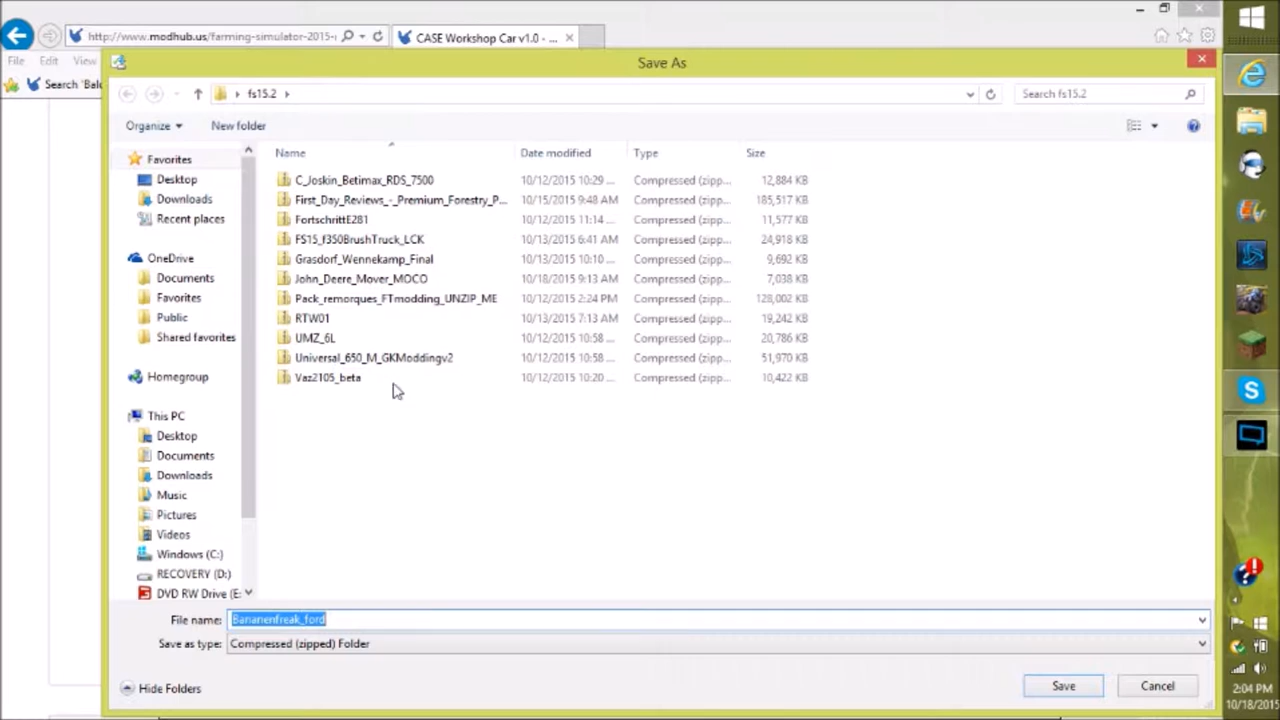 http://www.modhub.us/farming-simulator-2015-r
CASE Workshop Car v1.0 - ...
File Edit View
Search 'Balc
Save As
fs15.2
Search fs15.2
Organize New folder
Name Date modified Type Size
C_Joskin_Betimax_RDS_7500 10/12/2015 10:29 ... Compressed (zipp... 12,884 KB
First_Day_Reviews_-_Premium_Forestry_P... 10/15/2015 9:48 AM Compressed (zipp... 185,517 KB
FortschrittE281 10/12/2015 11:14 ... Compressed (zipp... 11,577 KB
FS15_f350BrushTruck_LCK 10/13/2015 6:41 AM Compressed (zipp... 24,918 KB
Grasdorf_Wennekamp_Final 10/13/2015 10:10 ... Compressed (zipp... 9,692 KB
John_Deere_Mover_MOCO 10/18/2015 9:13 AM Compressed (zipp... 7,038 KB
Pack_remorques_FTmodding_UNZIP_ME 10/12/2015 2:24 PM Compressed (zipp... 128,002 KB
RTW01 10/13/2015 7:13 AM Compressed (zipp... 19,242 KB
UMZ_6L 10/12/2015 10:58 ... Compressed (zipp... 20,786 KB
Universal_650_M_GKModdingv2 10/12/2015 10:58 ... Compressed (zipp... 51,970 KB
Vaz2105_beta 10/12/2015 10:20 ... Compressed (zipp... 10,422 KB
Favorites
Desktop
Downloads
Recent places
OneDrive
Documents
Favorites
Public
Shared favorites
Homegroup
This PC
Desktop
Documents
Downloads
Music
Pictures
Videos
Windows (C:)
RECOVERY (D:)
DVD RW Drive (E:
File name: Bananenfreak_ford
Save as type: Compressed (zipped) Folder
Hide Folders
Save Cancel
2:04 PM
10/18/2015